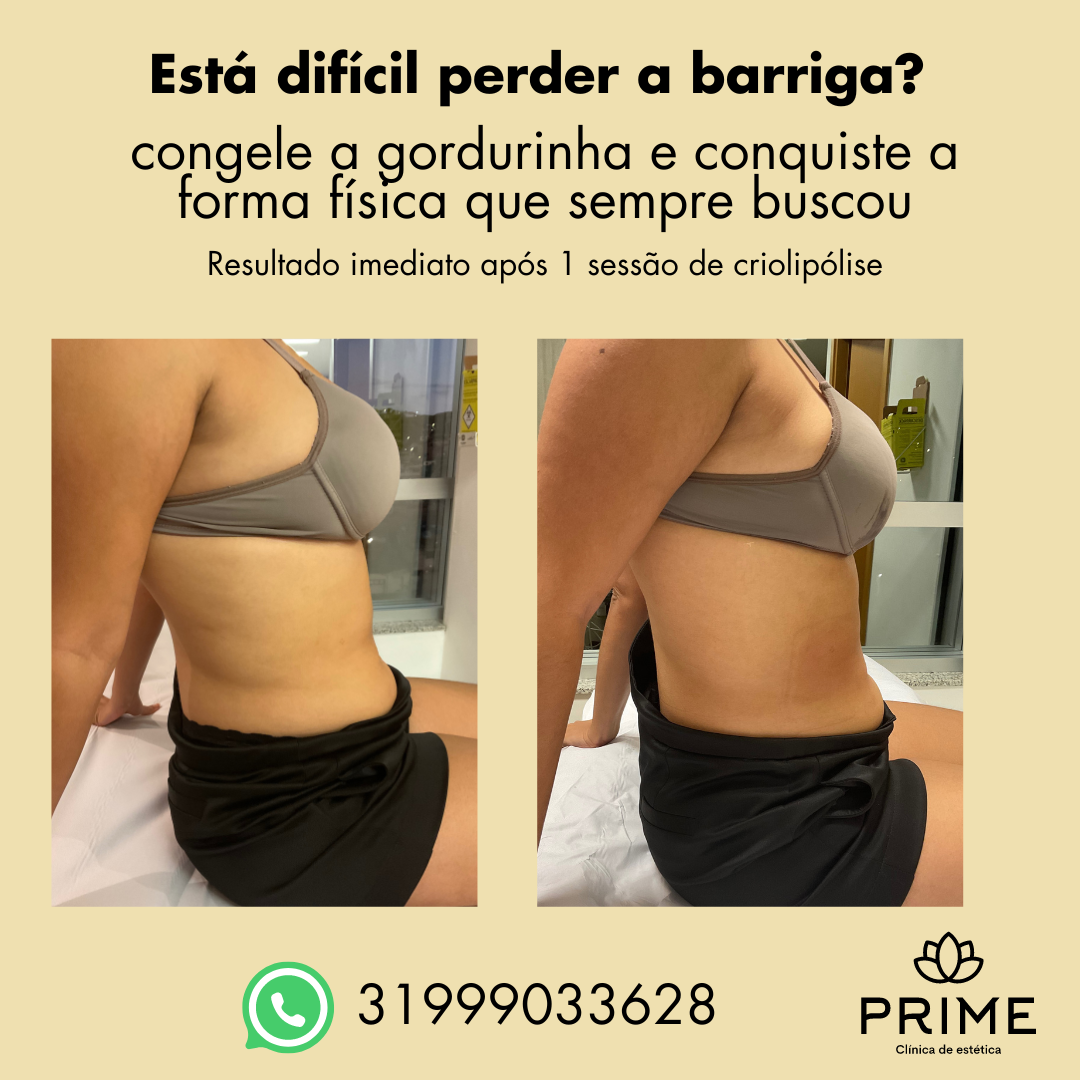 Está difícil perder a barriga?
congele a gordurinha e conquiste a
forma física que sempre buscou
Resultado imediato após 1 sessão de criolipólise
31999033628
PRIME
Clínica de estética